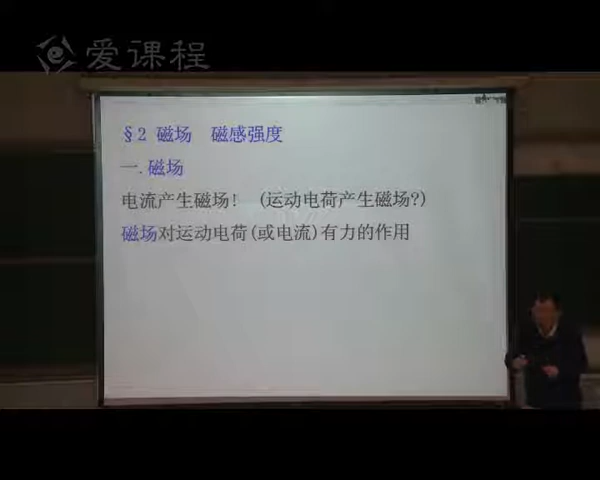 爱课程
§2 磁场 磁感强度
一.磁场
电流产生磁场! (运动电荷产生磁场?)
磁场对运动电荷(或电流)有力的作用